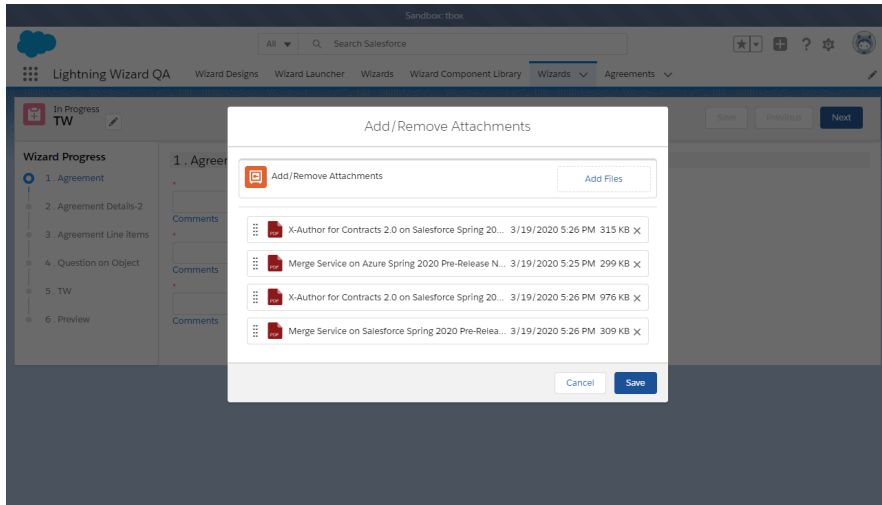 Sandbox: tbox
All Search Salesforce
Lightning Wizard QA Wizard Designs Wizard Launcher Wizards Wizard Component Library Wizards Agreements
In Progress
TW
Save Previous Next
Wizard Progress
1 . Agreement
2 . Agreement Details-2
3 . Agreement Line items
4 . Question on Object
5 . TW
6 . Preview
1 . Agreer
*
Comments
*
Comments
*
Comments
Add/Remove Attachments
Add/Remove Attachments Add Files
PDF X-Author for Contracts 2.0 on Salesforce Spring 20... 3/19/2020 5:26 PM 315 KB
PDF Merge Service on Azure Spring 2020 Pre-Release N... 3/19/2020 5:25 PM 299 KB
PDF X-Author for Contracts 2.0 on Salesforce Spring 20... 3/19/2020 5:26 PM 976 KB
PDF Merge Service on Salesforce Spring 2020 Pre-Relea... 3/19/2020 5:26 PM 309 KB
Cancel Save